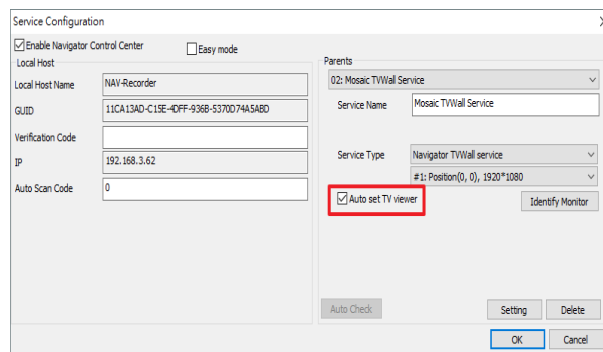 Service Configuration
Enable Navigator Control Center
Easy mode
Local Host
Local Host Name
NAV-Recorder
GUID
11CA13AD-C15E-4DFF-936B-5370D74A5ABD
Verification Code
IP
192.168.3.62
Auto Scan Code
0
Parents
02: Mosaic TVWall Service
Service Name
Mosaic TVWall Service
Service Type
Navigator TVWall service
#1: Position(0, 0), 1920*1080
Auto set TV viewer
Identify Monitor
Auto Check
Setting
Delete
OK
Cancel